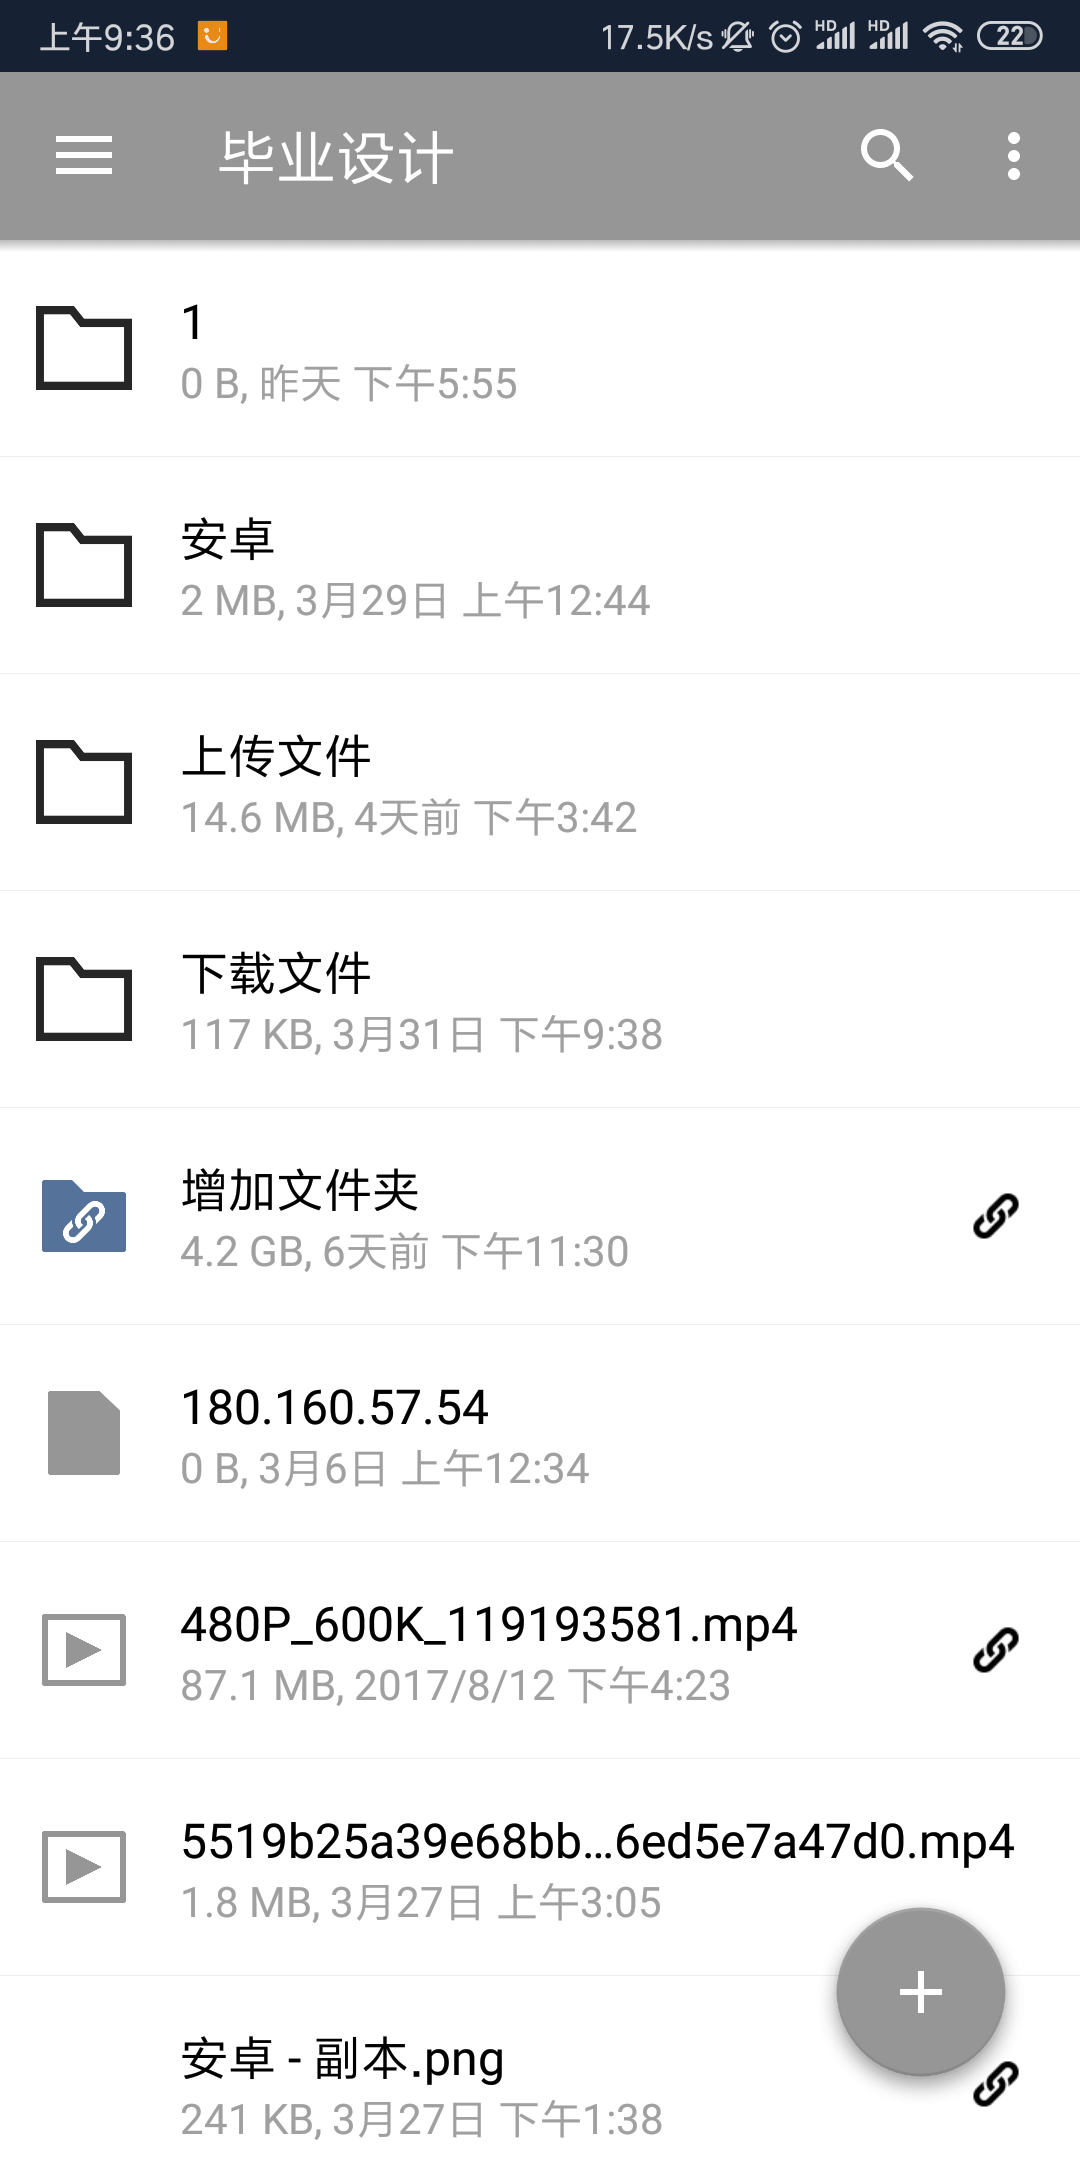 上午9:36
17.5K/s
HD
HD
22
毕业设计
1
0 B, 昨天 下午5:55
安卓
2 MB, 3月29日 上午12:44
上传文件
14.6 MB, 4天前 下午3:42
下载文件
117 KB, 3月31日 下午9:38
增加文件夹
4.2 GB, 6天前 下午11:30
180.160.57.54
0 B, 3月6日 上午12:34
480P_600K_119193581.mp4
87.1 MB, 2017/8/12 下午4:23
5519b25a39e68bb...6ed5e7a47d0.mp4
1.8 MB, 3月27日 上午3:05
安卓 - 副本.png
241 KB, 3月27日 下午1:38